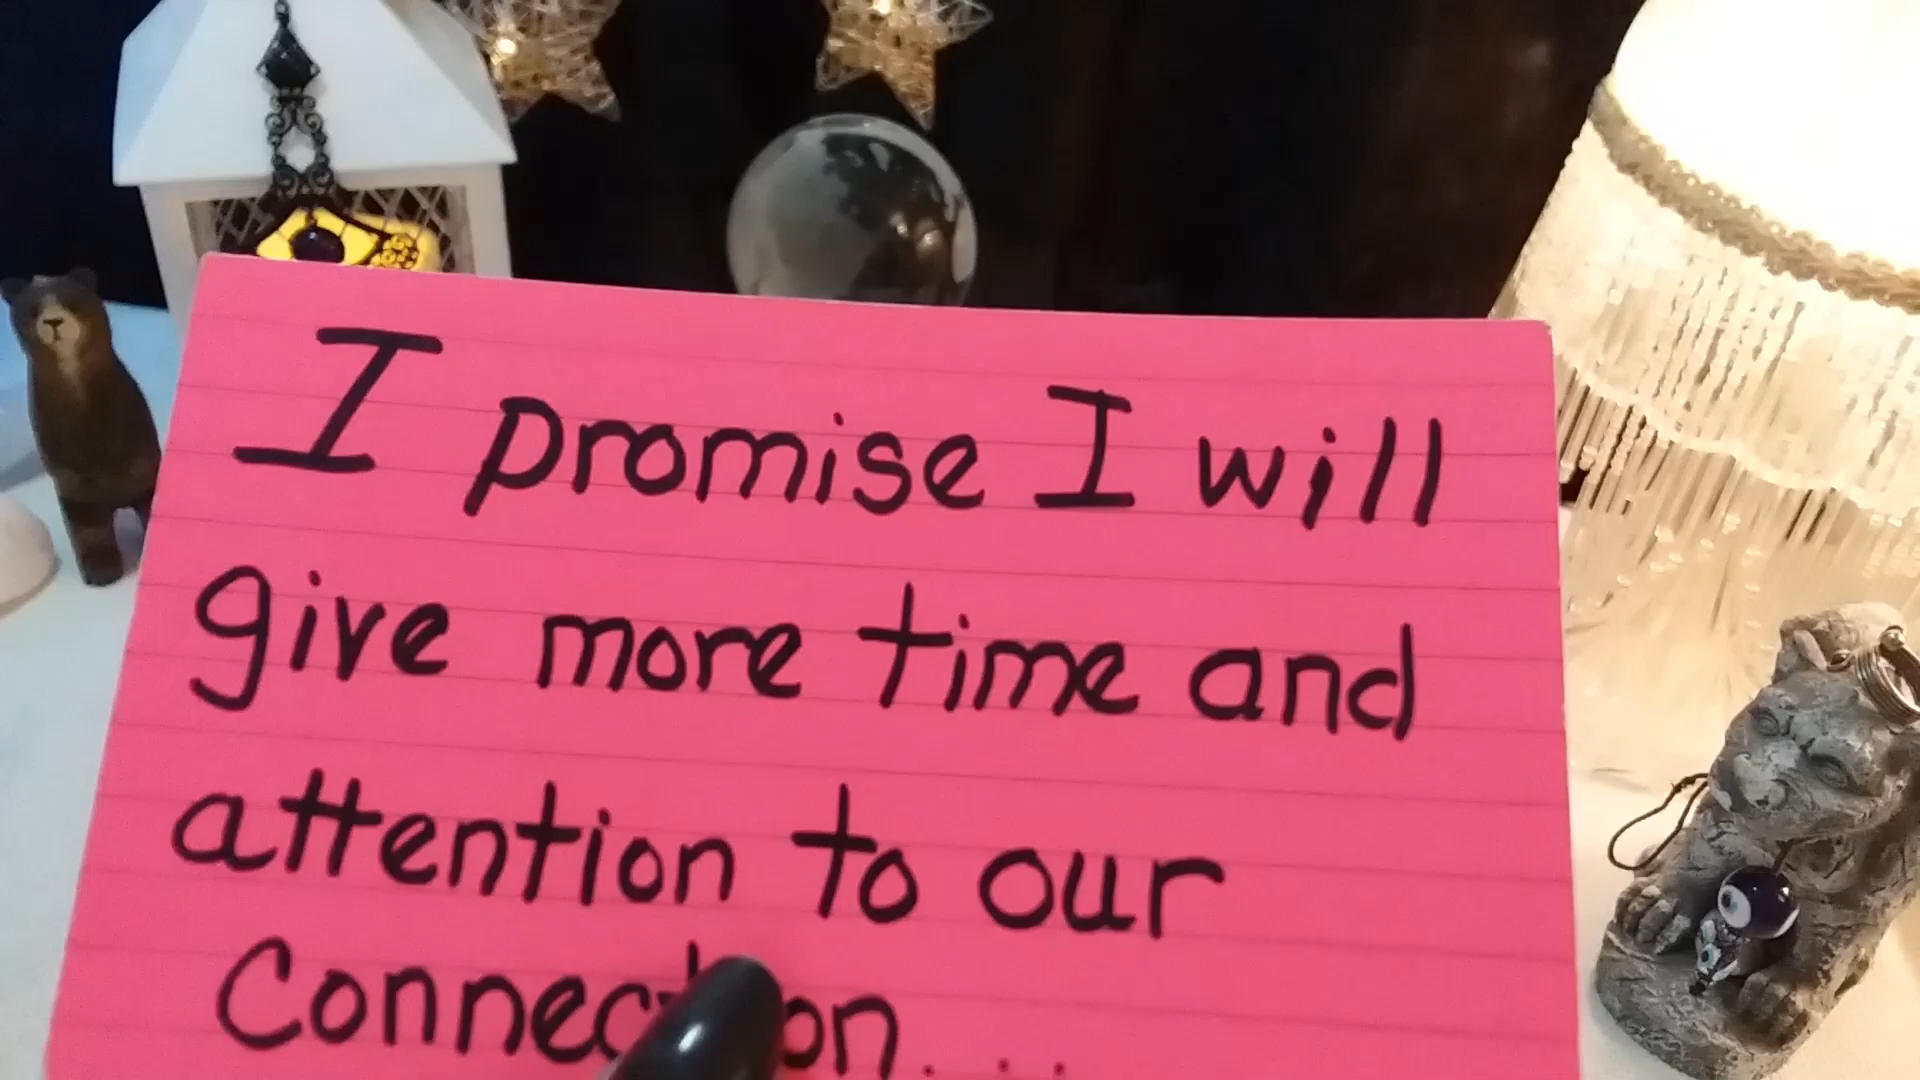 I promise I will
give more time and
attention to our
Connection....